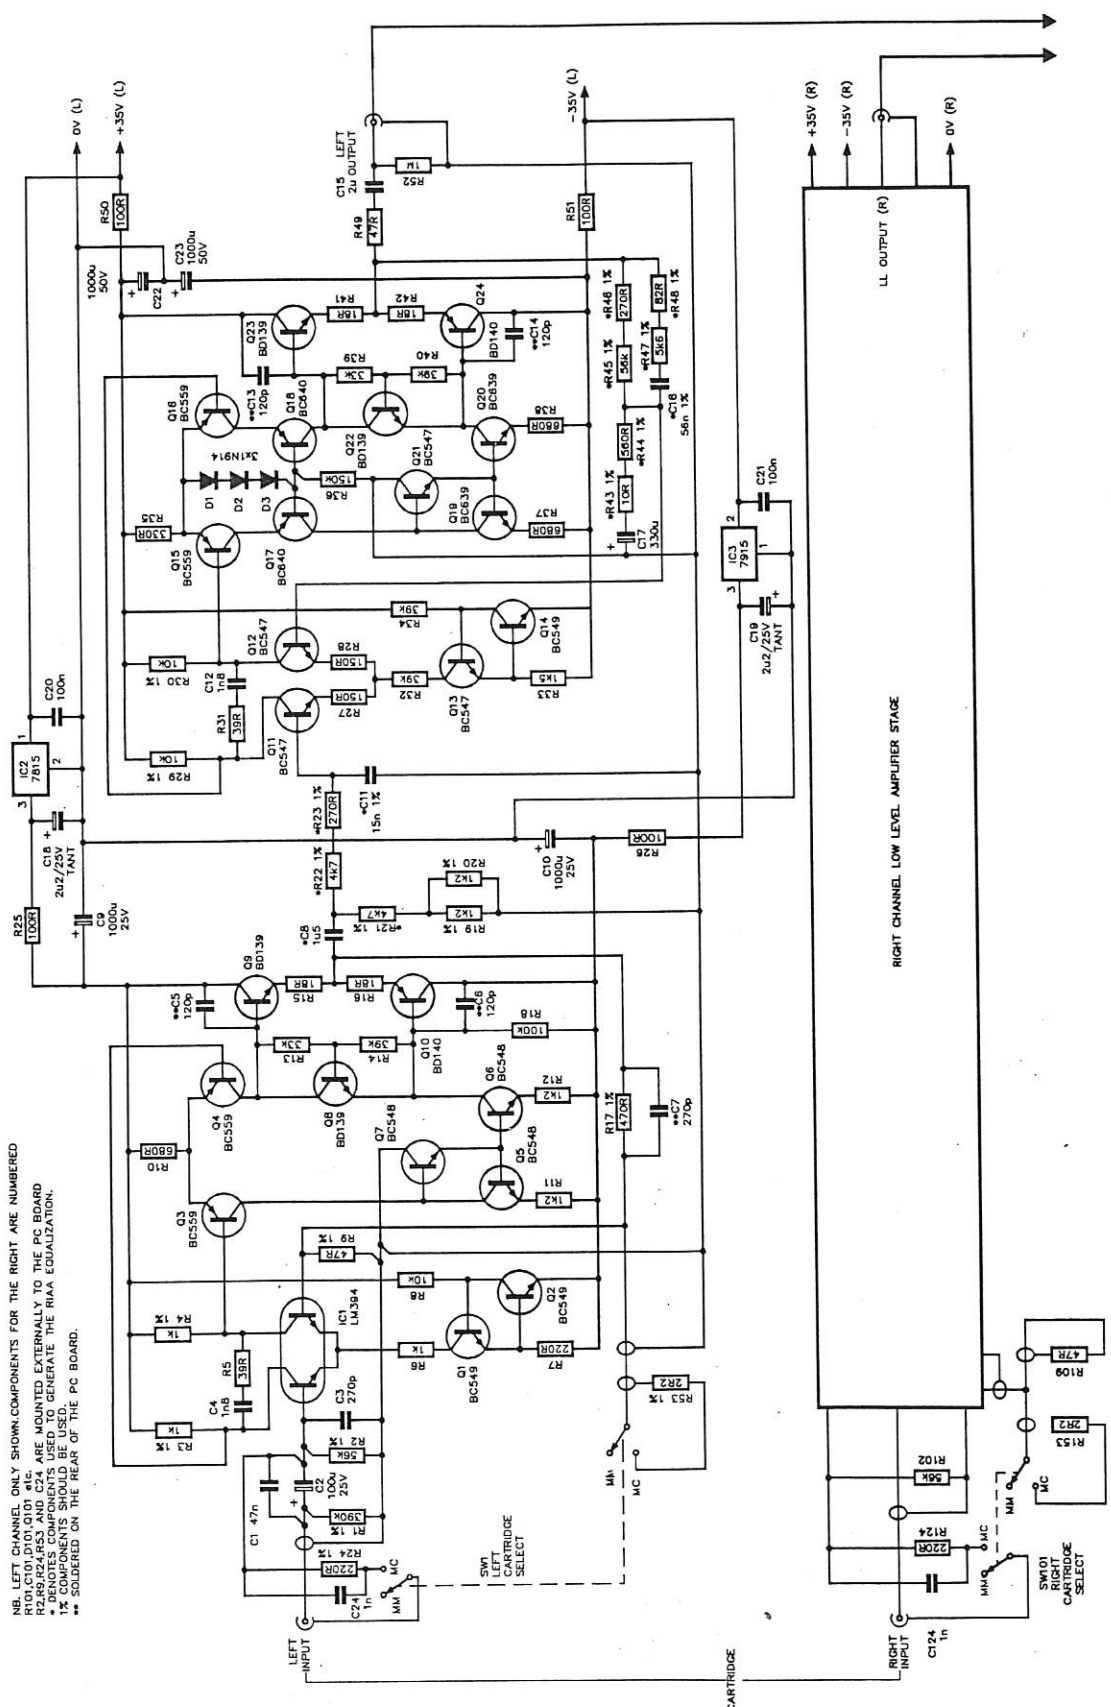 NB. LEFT CHANNEL ONLY SHOWN.COMPONENTS FOR THE RIGHT ARE NUMBERED
R101,C101,D101,Q101 etc.
R2,R9,R24,R53 AND C24 ARE MOUNTED EXTERNALLY TO THE PC BOARD
* DENOTES COMPONENTS USED TO GENERATE THE RIAA EQUALIZATION.
1% COMPONENTS SHOULD BE USED.
** SOLDERED ON THE REAR OF THE PC BOARD.
LEFT
INPUT
C24
1n
R24 1%
220R
MM
MC
SW1
LEFT
CARTRIDGE
SELECT
C1 47n
R1 1%
390k
C2
100u
25V
R2 1%
56k
C3
270p
R3 1%
1k
C4
1n8
R5
39R
R4 1%
1k
IC1
LM394
R9 1%
47R
R6
1k
R8
10k
Q1
BC549
Q2
BC549
R7
220R
MM
MC
R53 1%
2R2
Q3
BC559
R10
680R
Q4
BC559
Q7
BC548
Q5
BC548
Q6
BC548
R11
1k2
R12
1k2
Q8
BD139
R13
33k
R14
39k
Q10
BD140
**C5
120p
Q9
BD139
R15
18R
R16
18R
**C6
120p
R18
100k
R17 1%
470R
**C7
270p
*C8
1u5
*R21 1%
4k7
R19 1%
1k2
R20 1%
1k2
*R22 1%
4k7
*R23 1%
270R
*C11
15n 1%
R25
100R
C9
1000u
25V
C18
2u2/25V
TANT
IC2
7815
1
2
3
C20
100n
C10
1000u
25V
R26
100R
R29 1%
10k
R31
39R
C12
1n8
R30 1%
10k
Q11
BC547
Q12
BC547
R27
150R
R28
150R
R32
39k
R34
39k
Q13
BC547
Q14
BC549
R33
1k5
Q15
BC559
R35
330R
Q16
BC559
D1
D2
D3
3x1N914
Q17
BC640
Q18
BC640
R36
150k
Q19
BC639
Q20
BC639
Q21
BC547
Q22
BD139
R37
680R
R38
680R
R39
33k
R40
39k
**C13
120p
Q23
BD139
R41
18R
R42
18R
Q24
BD140
**C14
120p
C17
330u
*R43 1%
10R
*R44 1%
560R
*R45 1%
56k
*R46 1%
270R
*C16
56n 1%
*R47 1%
5k6
*R48 1%
82R
1000u
50V
C22
C23
1000u
50V
R50
100R
R49
47R
C15
2u
LEFT
OUTPUT
R52
1M
R51
100R
0V (L)
+35V (L)
-35V (L)
C19
2u2/25V
TANT
IC3
7915
1
2
3
C21
100n
RIGHT CHANNEL LOW LEVEL AMPLIFIER STAGE
LL OUTPUT (R)
+35V (R)
-35V (R)
0V (R)
CARTRIDGE
RIGHT
INPUT
C124
1n
R124
220R
MM
MC
SW101
RIGHT
CARTRIDGE
SELECT
R102
56k
MM
MC
R153
2R2
R109
47R